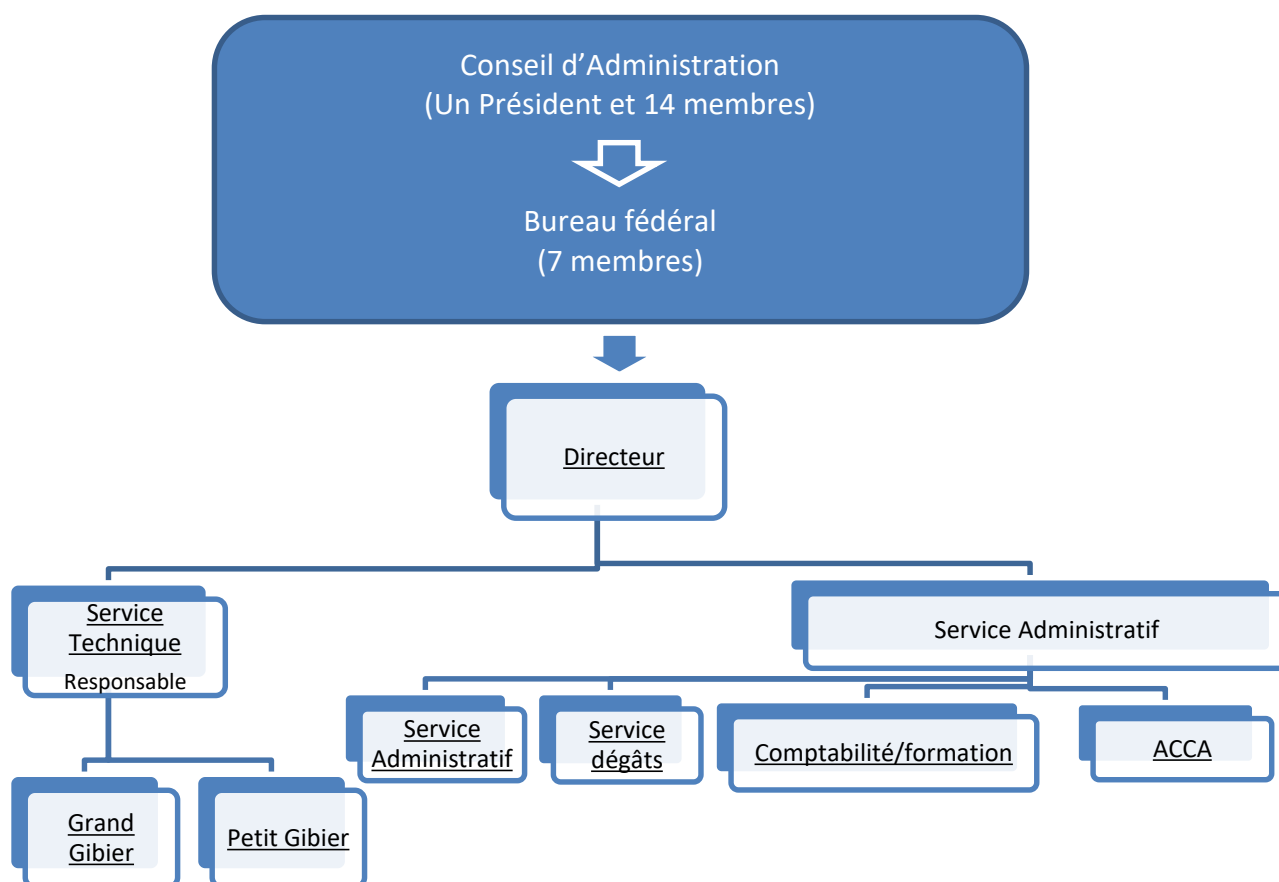 Conseil d’Administration
(Un Président et 14 membres)
Bureau fédéral
(7 membres)
Directeur
Service
Technique
Responsable
Service Administratif
Service
Administratif
Service
dégâts
Comptabilité/formation
ACCA
Grand
Gibier
Petit Gibier